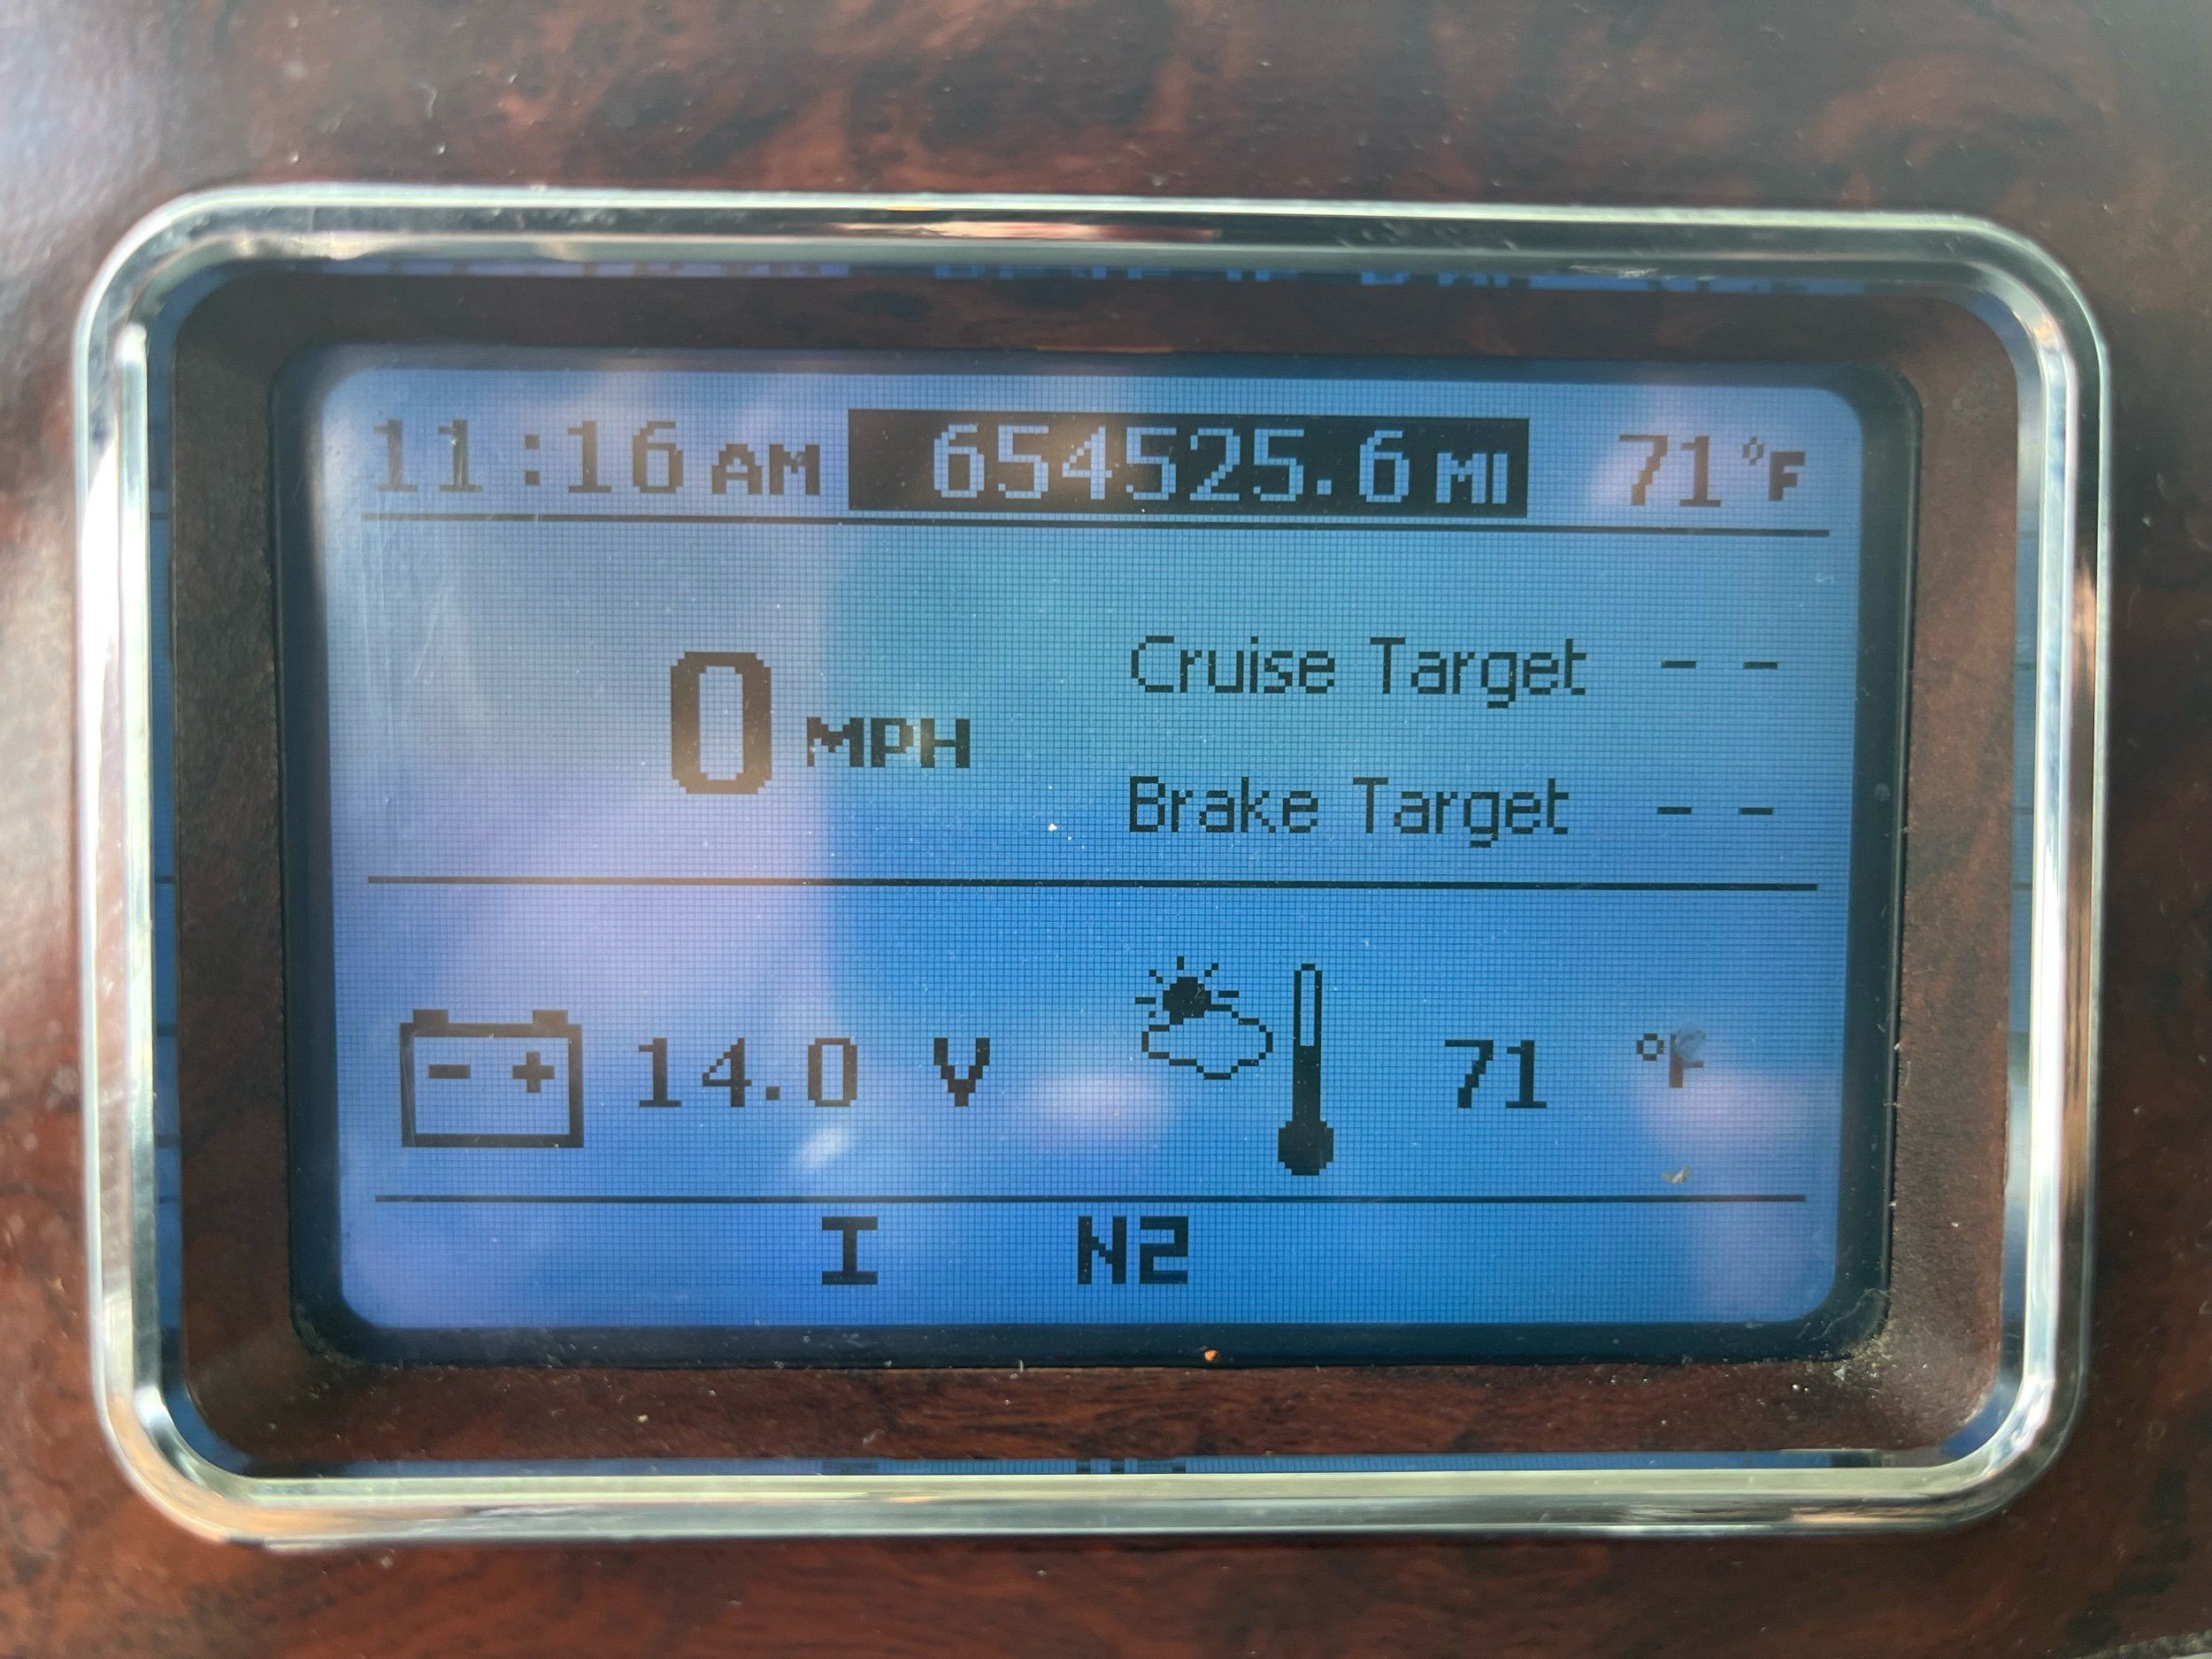 11:16 AM 654525.6 MI 71°F
Cruise Target - -
0 MPH
Brake Target - -
- + 14.0 V 71 °F
I N2